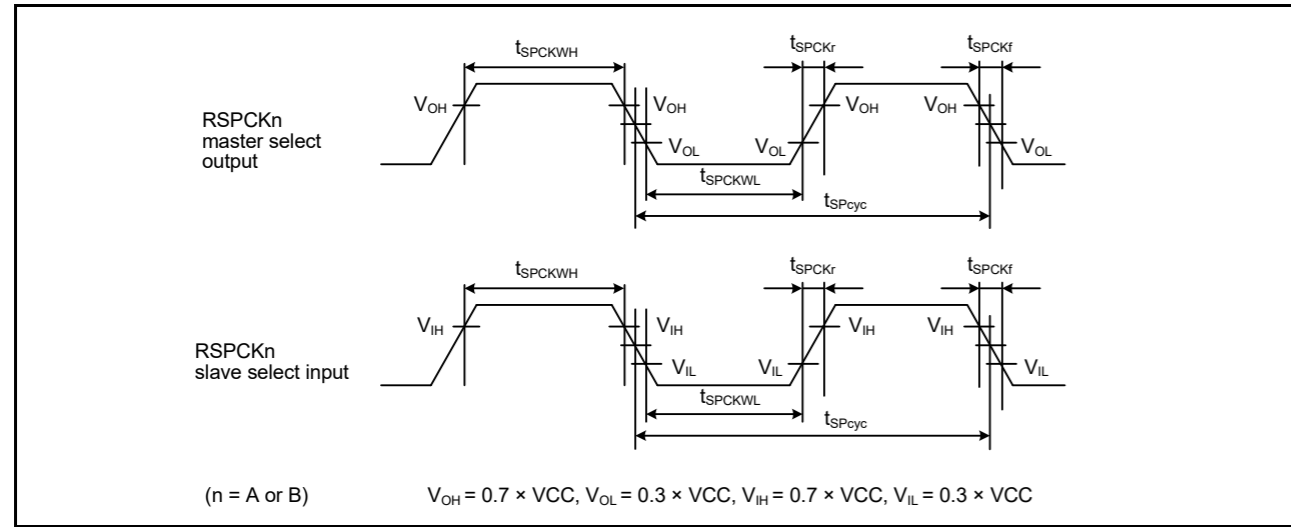 tSPCKWH
tSPCKr
tSPCKf
VOH
VOH
VOH
VOH
RSPCKn
master select
output
VOL
VOL
VOL
tSPCKWL
tSPcyc
tSPCKWH
tSPCKr
tSPCKf
VIH
VIH
VIH
VIH
RSPCKn
slave select input
VIL
VIL
VIL
tSPCKWL
tSPcyc
(n = A or B)
VOH = 0.7 × VCC, VOL = 0.3 × VCC, VIH = 0.7 × VCC, VIL = 0.3 × VCC